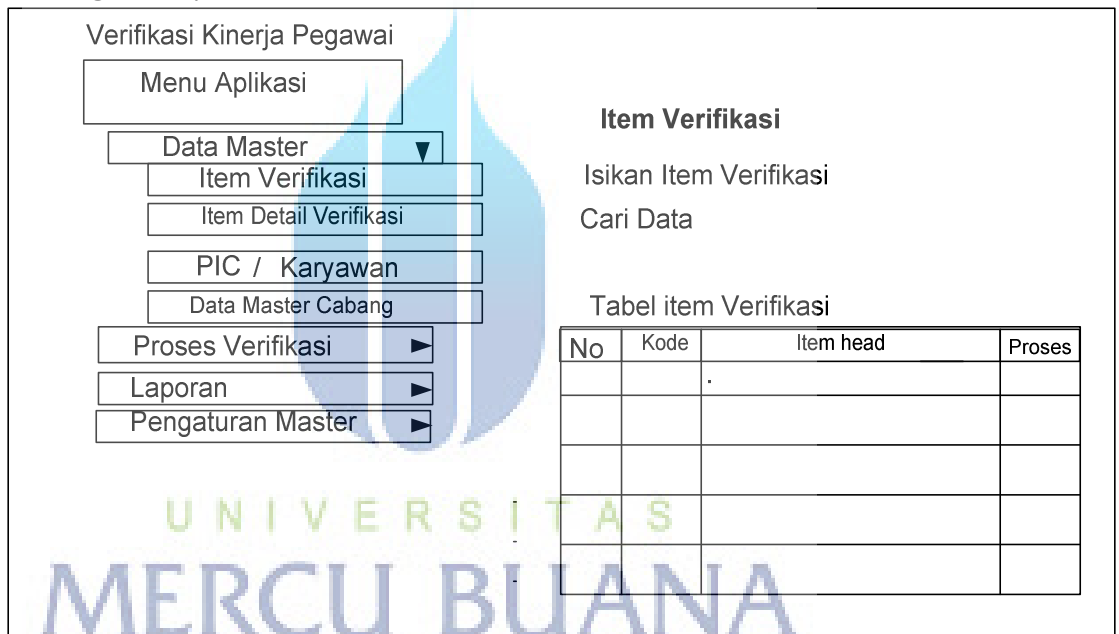 Verifikasi Kinerja Pegawai
Menu Aplikasi
Data Master
Item Verifikasi
Item Detail Verifikasi
PIC / Karyawan
Data Master Cabang
Proses Verifikasi
Laporan
Pengaturan Master
Item Verifikasi
Isikan Item Verifikasi
Cari Data
Tabel item Verifikasi
No Kode Item head Proses
UNIVERSITAS
MERCU BUANA